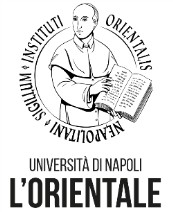 NEAPOLITANI ✦ SIGILLUM ✦ INSTITUTI ORIENTALIS
UNIVERSITÀ DI NAPOLI
L'ORIENTALE